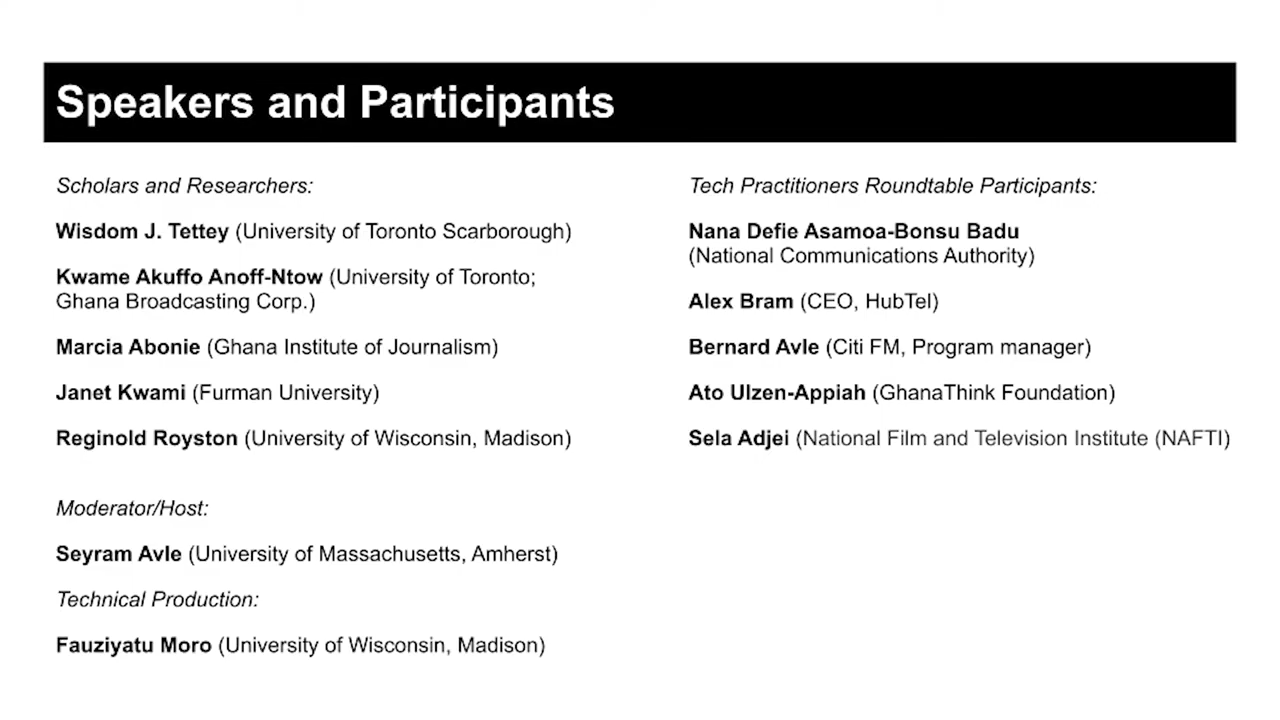 Speakers and Participants
Scholars and Researchers:
Wisdom J. Tettey (University of Toronto Scarborough)
Kwame Akuffo Anoff-Ntow (University of Toronto;
Ghana Broadcasting Corp.)
Marcia Abonie (Ghana Institute of Journalism)
Janet Kwami (Furman University)
Reginold Royston (University of Wisconsin, Madison)
Moderator/Host:
Seyram Avle (University of Massachusetts, Amherst)
Technical Production:
Fauziyatu Moro (University of Wisconsin, Madison)
Tech Practitioners Roundtable Participants:
Nana Defie Asamoa-Bonsu Badu
(National Communications Authority)
Alex Bram (CEO, HubTel)
Bernard Avle (Citi FM, Program manager)
Ato Ulzen-Appiah (GhanaThink Foundation)
Sela Adjei (National Film and Television Institute (NAFTI)